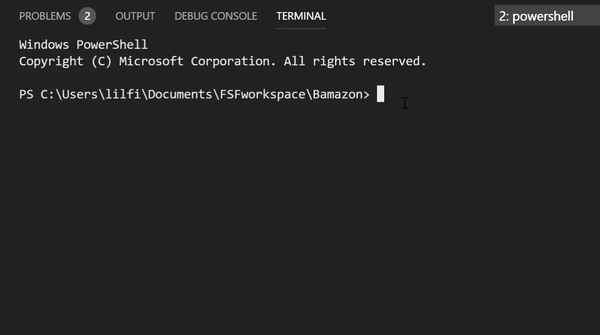 PROBLEMS 2 OUTPUT DEBUG CONSOLE TERMINAL 2: powershell
Windows PowerShell
Copyright (C) Microsoft Corporation. All rights reserved.
PS C:\Users\lilfi\Documents\FSFworkspace\Bamazon>